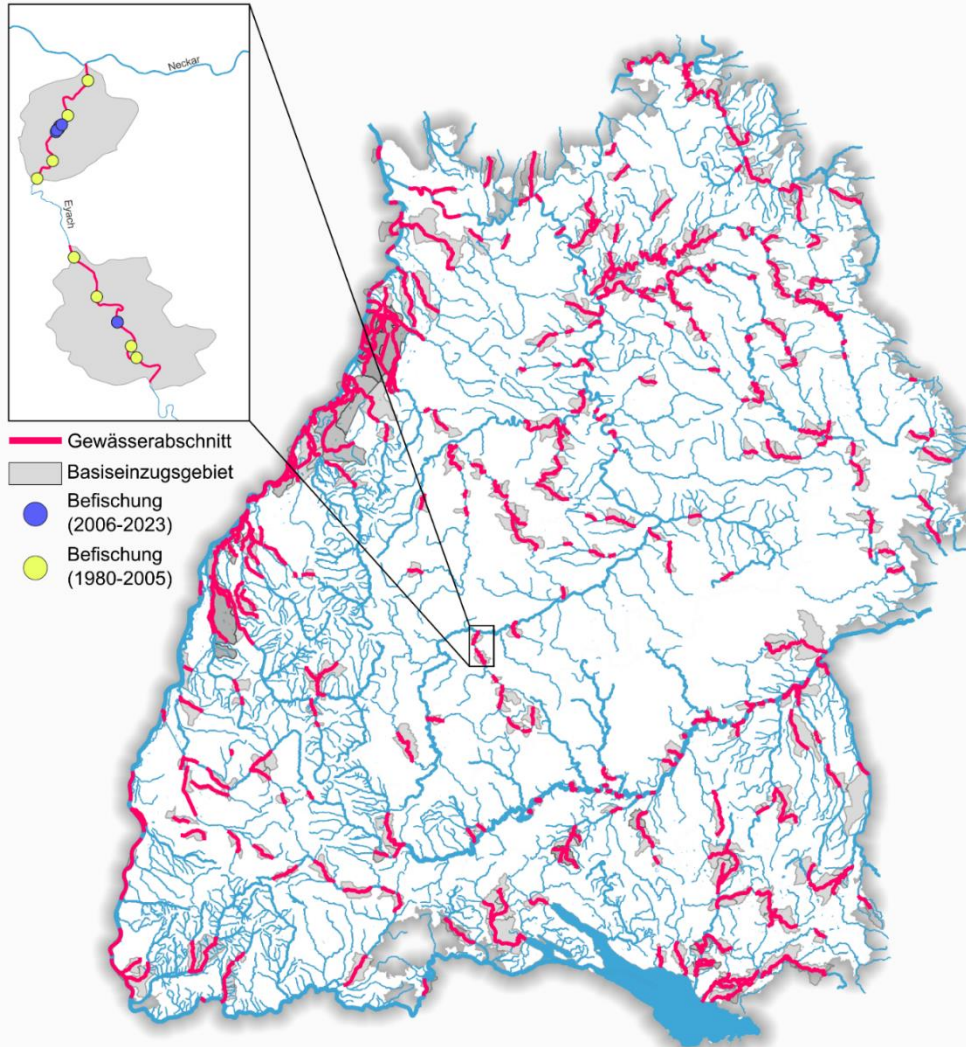 Neckar
Eyach
Gewässerabschnitt
Basiseinzugsgebiet
Befischung
(2006-2023)
Befischung
(1980-2005)